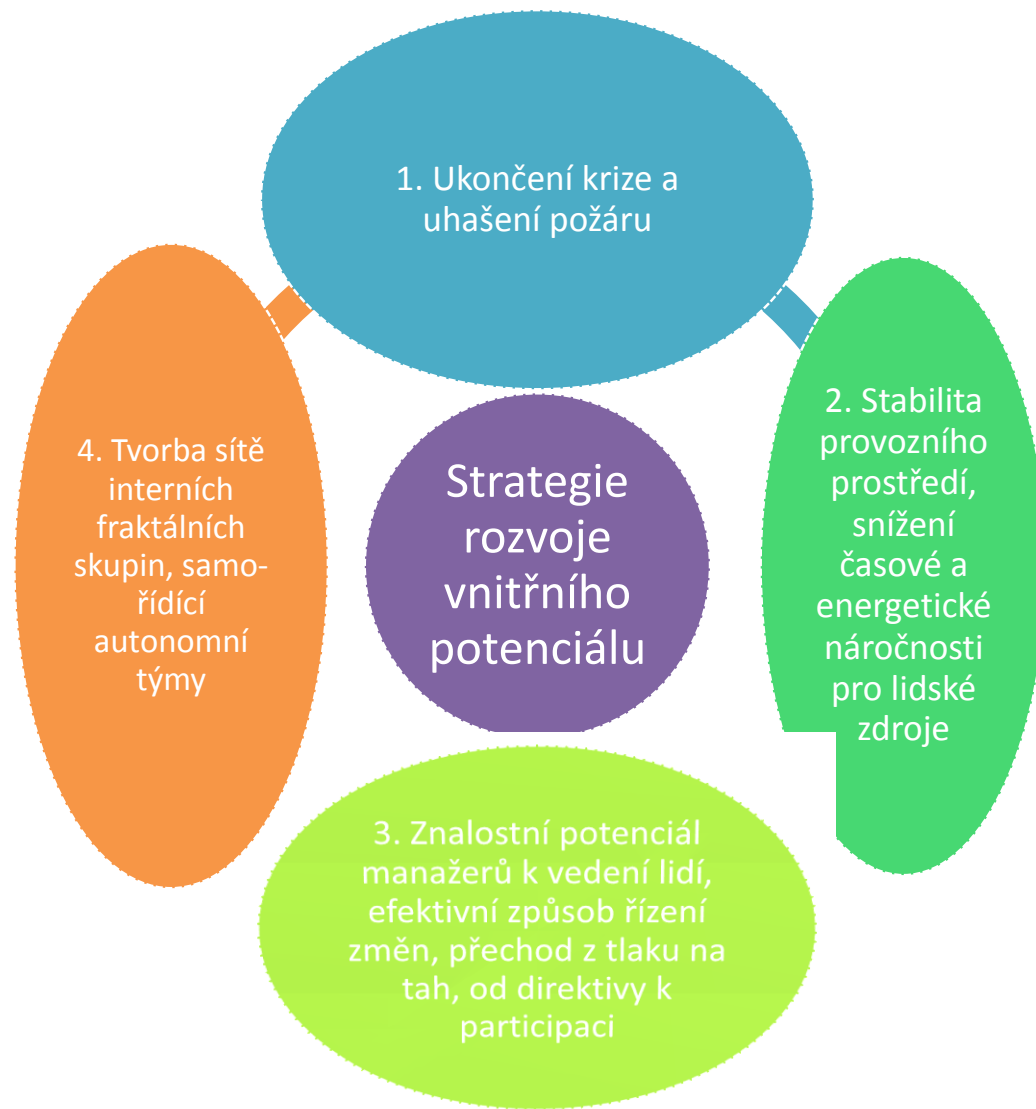 1. Ukončení krize a
uhašení požáru
2. Stabilita
provozního
prostředí,
snížení
časové a
energetické
náročnosti
pro lidské
zdroje
3. Znalostní potenciál
manažerů k vedení lidí,
efektivní způsob řízení
změn, přechod z tlaku na
tah, od direktivy k
participaci
4. Tvorba sítě
interních
fraktálních
skupin, samo-
řídící
autonomní
týmy
Strategie
rozvoje
vnitřního
potenciálu